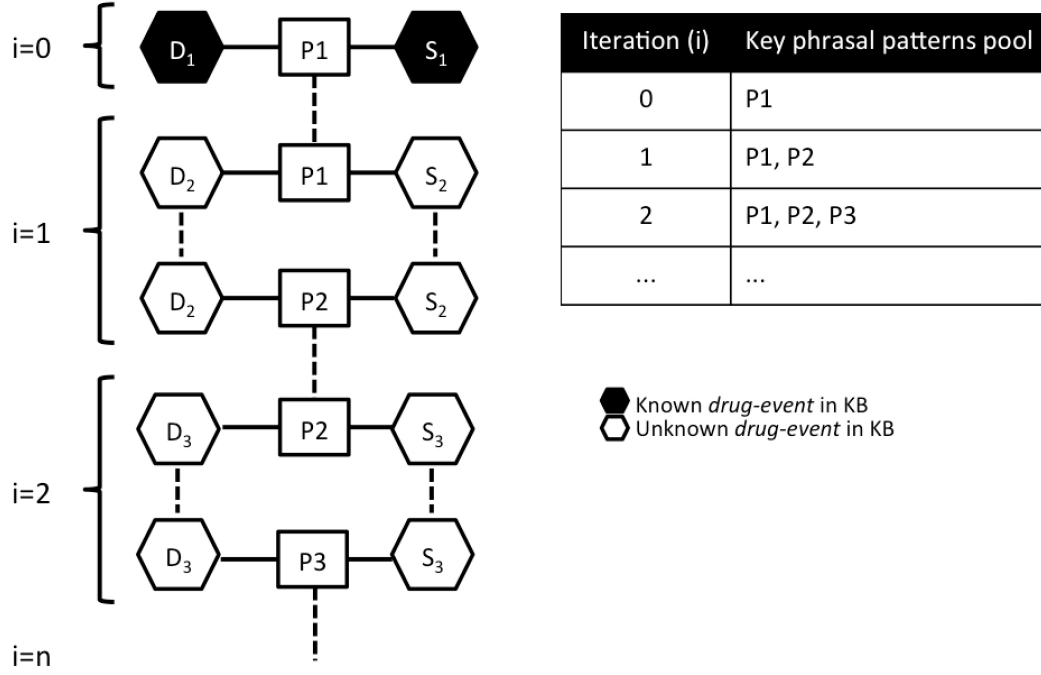 i=0
D1 P1 S1
i=1
D2 P1 S2
D2 P2 S2
i=2
D3 P2 S3
D3 P3 S3
i=n
Iteration (i) Key phrasal patterns pool
0 P1
1 P1, P2
2 P1, P2, P3
... ...
Known drug-event in KB
Unknown drug-event in KB